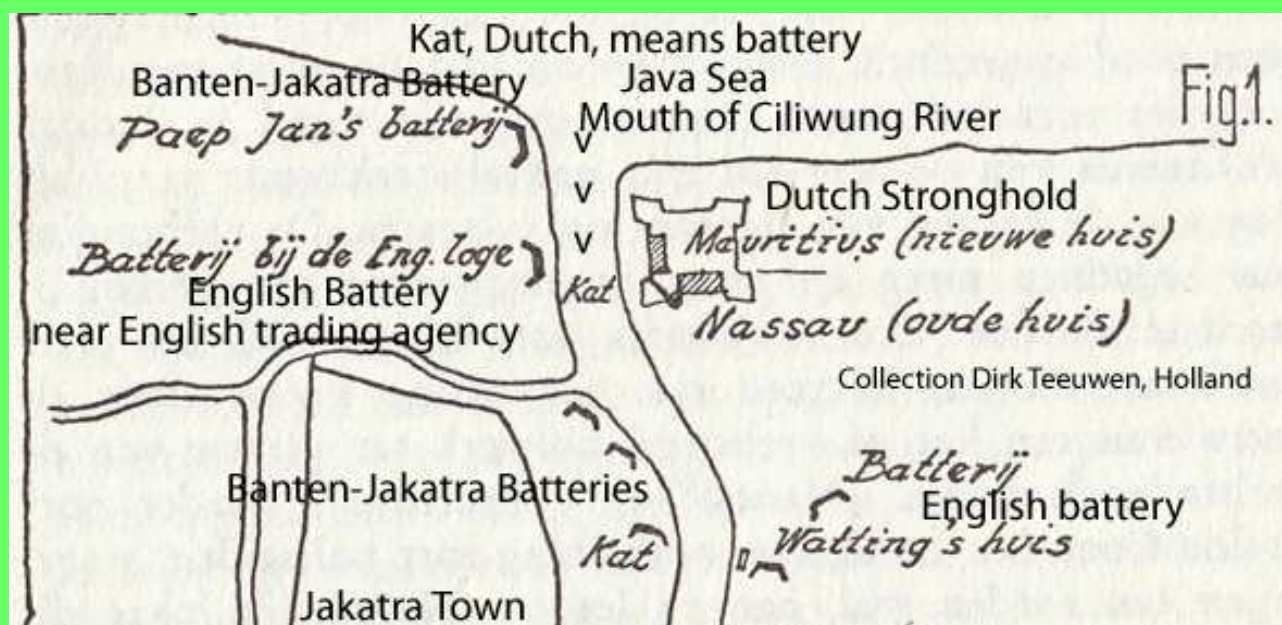 Kat, Dutch, means battery
Banten-Jakatra Battery
Java Sea
Paep Jan's batterij
Mouth of Ciliwung River
Fig.1.
v
v
Dutch Stronghold
v
Mauritius (nieuwe huis)
Batterij bij de Eng. loge
Kat
English Battery
near English trading agency
Nassau (oude huis)
Collection Dirk Teeuwen, Holland
Batterij
Banten-Jakatra Batteries
English battery
Kat
Watting's huis
Jakatra Town